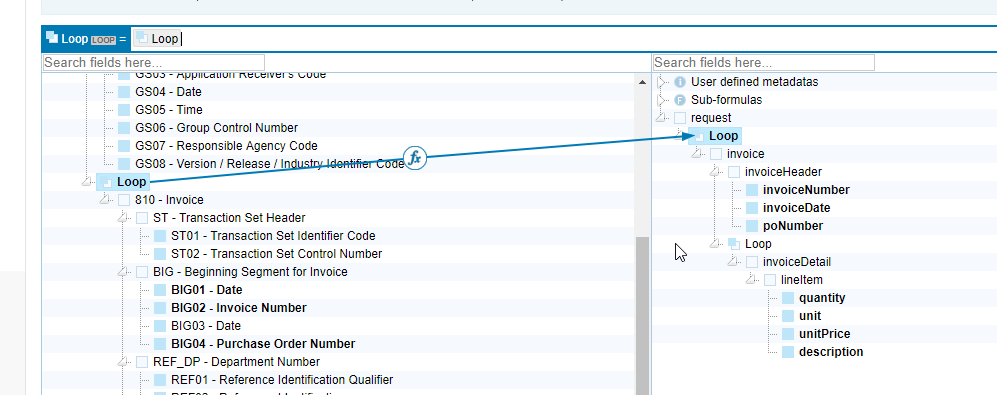 Loop LOOP = Loop
Search fields here...
GS03 - Application Receiver's Code
GS04 - Date
GS05 - Time
GS06 - Group Control Number
GS07 - Responsible Agency Code
GS08 - Version / Release / Industry Identifier Code
Loop
810 - Invoice
ST - Transaction Set Header
ST01 - Transaction Set Identifier Code
ST02 - Transaction Set Control Number
BIG - Beginning Segment for Invoice
BIG01 - Date
BIG02 - Invoice Number
BIG03 - Date
BIG04 - Purchase Order Number
REF_DP - Department Number
REF01 - Reference Identification Qualifier
fx
Search fields here...
I User defined metadatas
F Sub-formulas
request
Loop
invoice
invoiceHeader
invoiceNumber
invoiceDate
poNumber
Loop
invoiceDetail
lineItem
quantity
unit
unitPrice
description